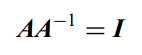 AA⁻¹ = I